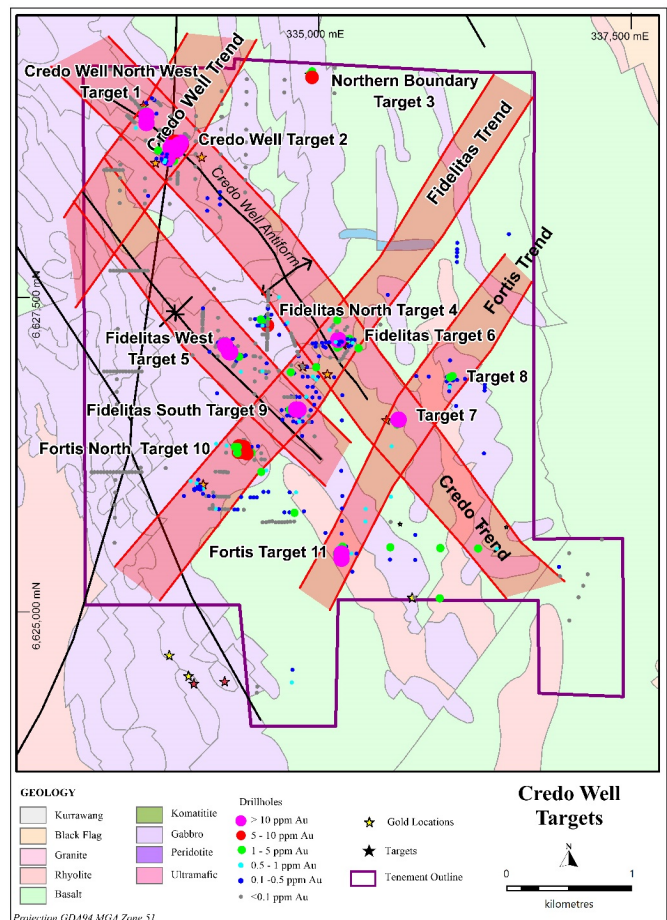 335,000 mE
337,500 mE
Credo Well North West
Target 1
Credo Well Trend
Northern Boundary
Target 3
Credo Well Target 2
Fidelitas Trend
Credo Well Antiform
Fortis Trend
6,627,500 mN
Fidelitas North Target 4
Fidelitas West
Target 5
Fidelitas Target 6
Target 8
Fidelitas South Target 9
Target 7
Fortis North Target 10
Credo Trend
Fortis Target 11
6,625,000 mN
GEOLOGY
Kurrawang
Black Flag
Granite
Rhyolite
Basalt
Komatitite
Gabbro
Peridotite
Ultramafic
Drillholes
> 10 ppm Au
5 - 10 ppm Au
1 - 5 ppm Au
0.5 - 1 ppm Au
0.1 -0.5 ppm Au
<0.1 ppm Au
Gold Locations
Targets
Tenement Outline
Credo Well
Targets
N
0 1
kilometres
Projection GDA94 MGA Zone 51